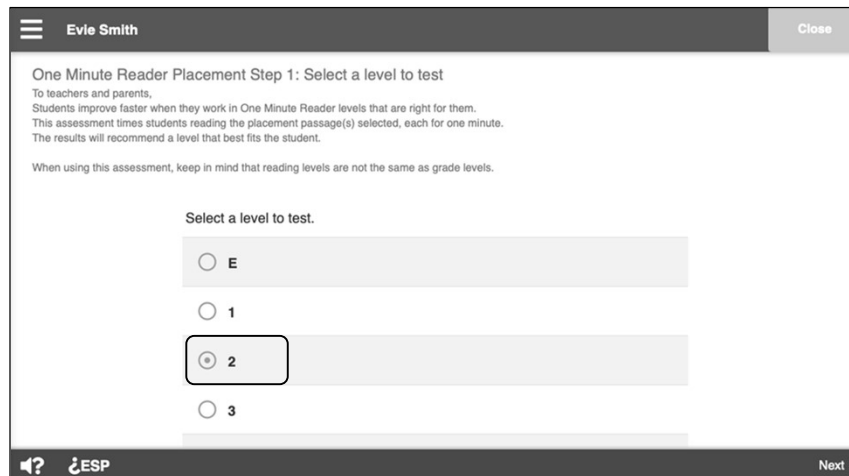 Evie Smith
Close
One Minute Reader Placement Step 1: Select a level to test
To teachers and parents,
Students improve faster when they work in One Minute Reader levels that are right for them.
This assessment times students reading the placement passage(s) selected, each for one minute.
The results will recommend a level that best fits the student.
When using this assessment, keep in mind that reading levels are not the same as grade levels.
Select a level to test.
E
1
2
3
? ¿ESP
Next